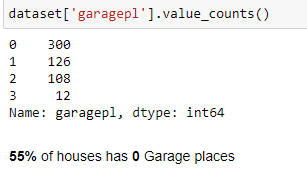 dataset['garagepl'].value_counts()
0    300
1    126
2    108
3     12
Name: garagepl, dtype: int64
55% of houses has 0 Garage places